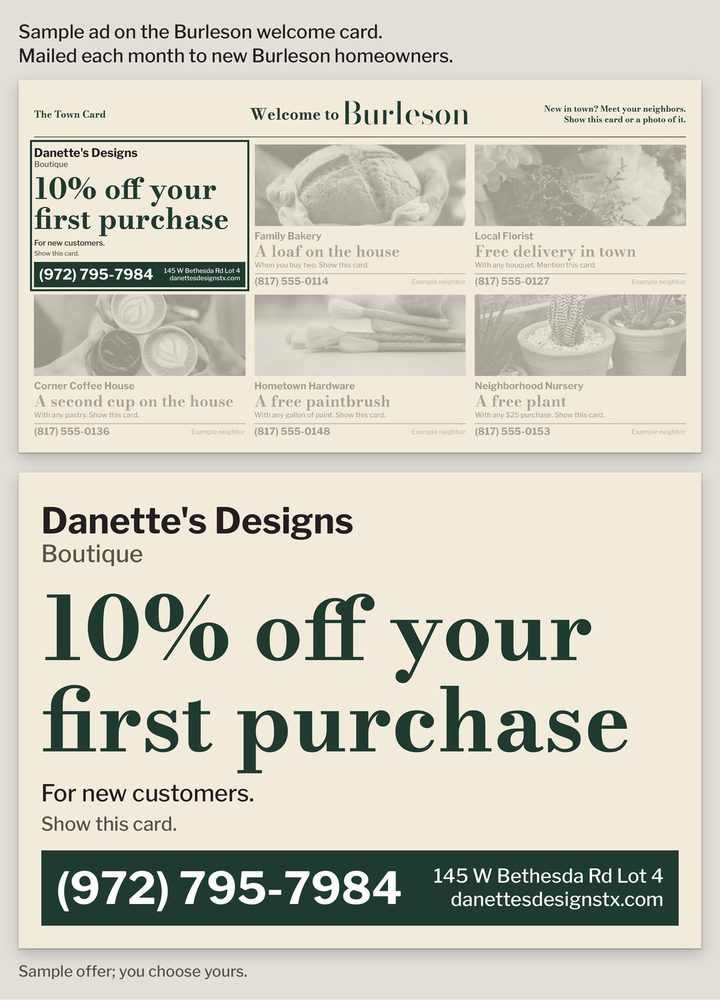 Sample ad on the Burleson welcome card.
Mailed each month to new Burleson homeowners.
The Town Card
Welcome to Burleson
New in town? Meet your neighbors.
Show this card or a photo of it.
Danette's Designs
Boutique
10% off your
first purchase
For new customers.
Show this card.
(972) 795-7984
145 W Bethesda Rd Lot 4
danettesdesignstx.com
Family Bakery
A loaf on the house
When you buy two. Show this card.
(817) 555-0114
Example neighbor
Local Florist
Free delivery in town
With any bouquet. Mention this card.
(817) 555-0127
Example neighbor
Corner Coffee House
A second cup on the house
With any pastry. Show this card.
(817) 555-0136
Example neighbor
Hometown Hardware
A free paintbrush
With any gallon of paint. Show this card.
(817) 555-0148
Example neighbor
Neighborhood Nursery
A free plant
With any $25 purchase. Show this card.
(817) 555-0153
Example neighbor
Danette's Designs
Boutique
10% off your
first purchase
For new customers.
Show this card.
(972) 795-7984
145 W Bethesda Rd Lot 4
danettesdesignstx.com
Sample offer; you choose yours.